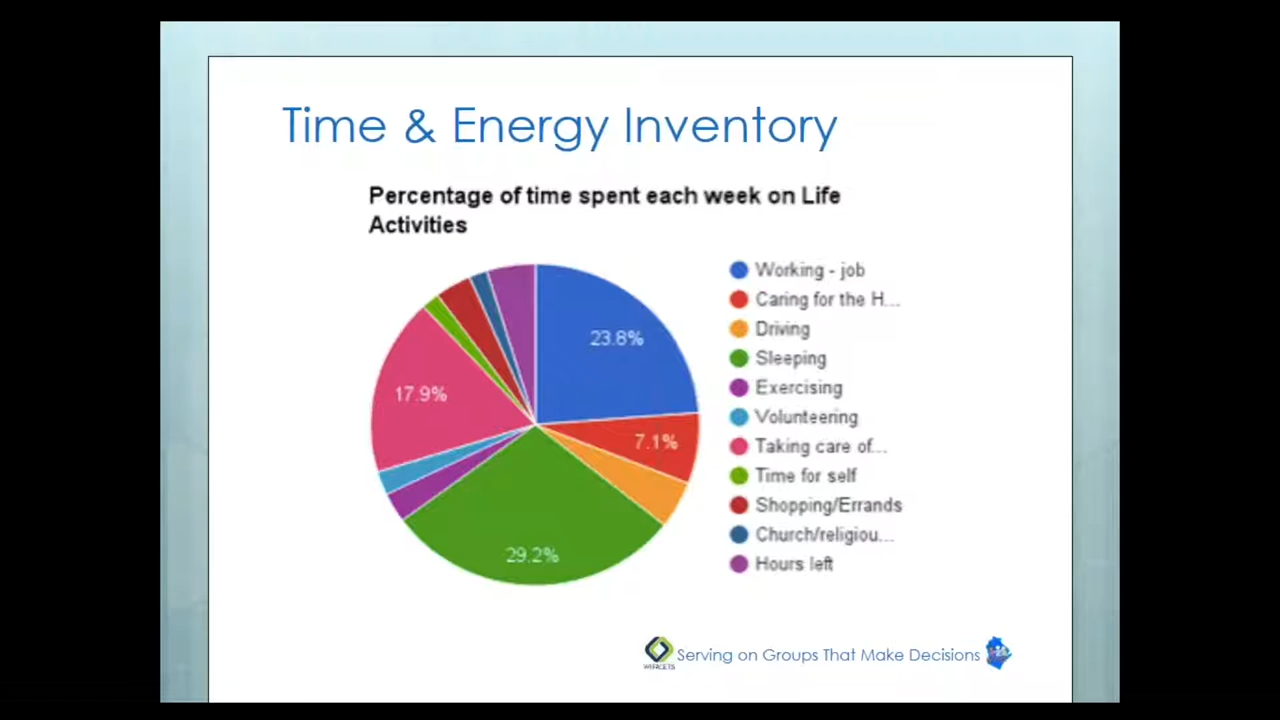 Time & Energy Inventory
Percentage of time spent each week on Life
Activities
23.8%
7.1%
29.2%
17.9%
Working - job
Caring for the H...
Driving
Sleeping
Exercising
Volunteering
Taking care of...
Time for self
Shopping/Errands
Church/religiou...
Hours left
WI FACETS
Serving on Groups That Make Decisions